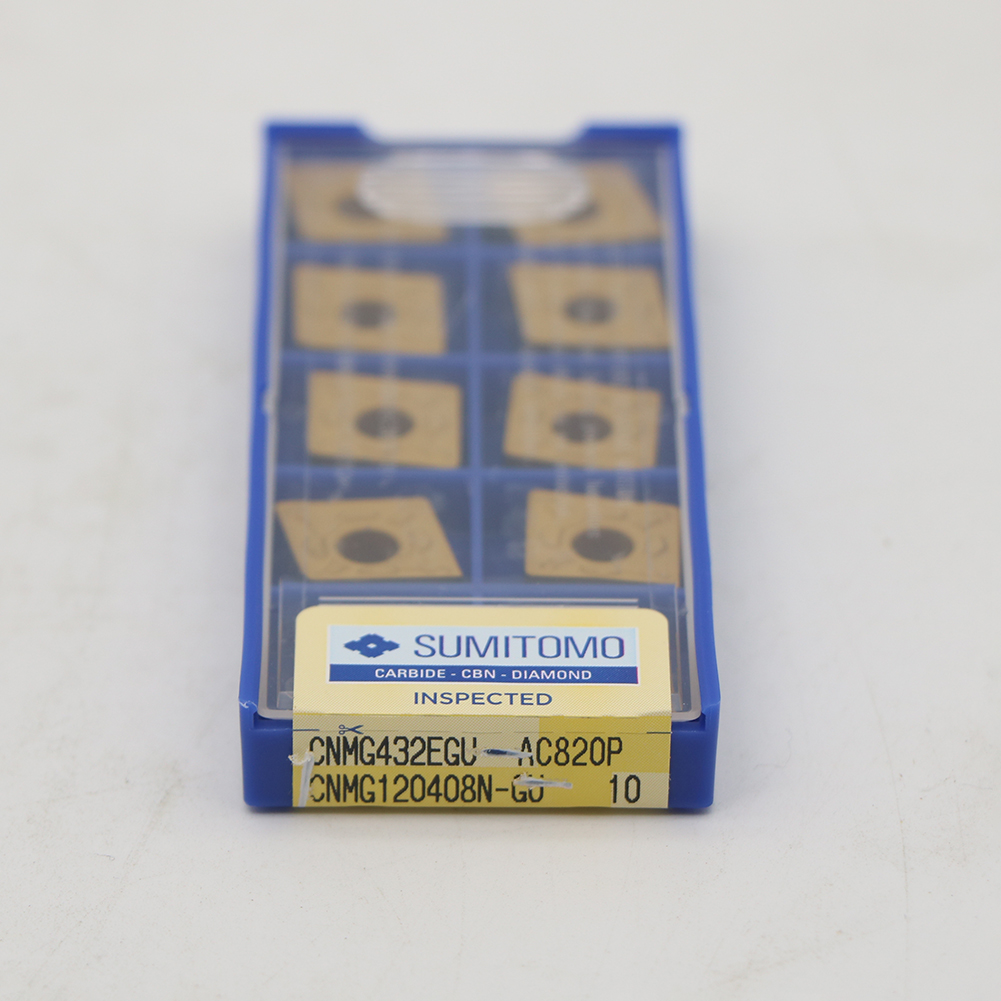 SUMITOMO
CARBIDE - CBN - DIAMOND
INSPECTED
CNMG432EGU - AC820P
CNMG120408N-GU 10